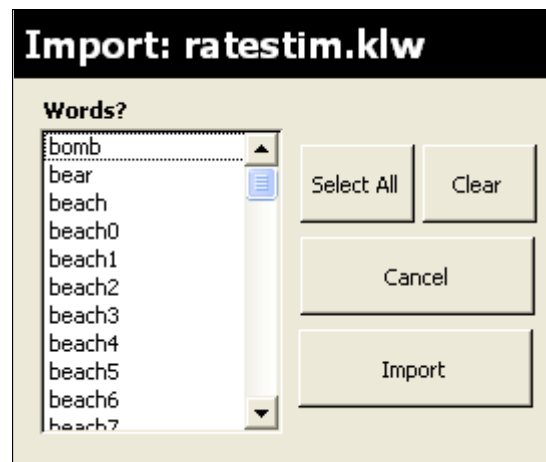 Import: ratestim.klw
Words?
bomb
bear
beach
beach0
beach1
beach2
beach3
beach4
beach5
beach6
beach7
Select All
Clear
Cancel
Import